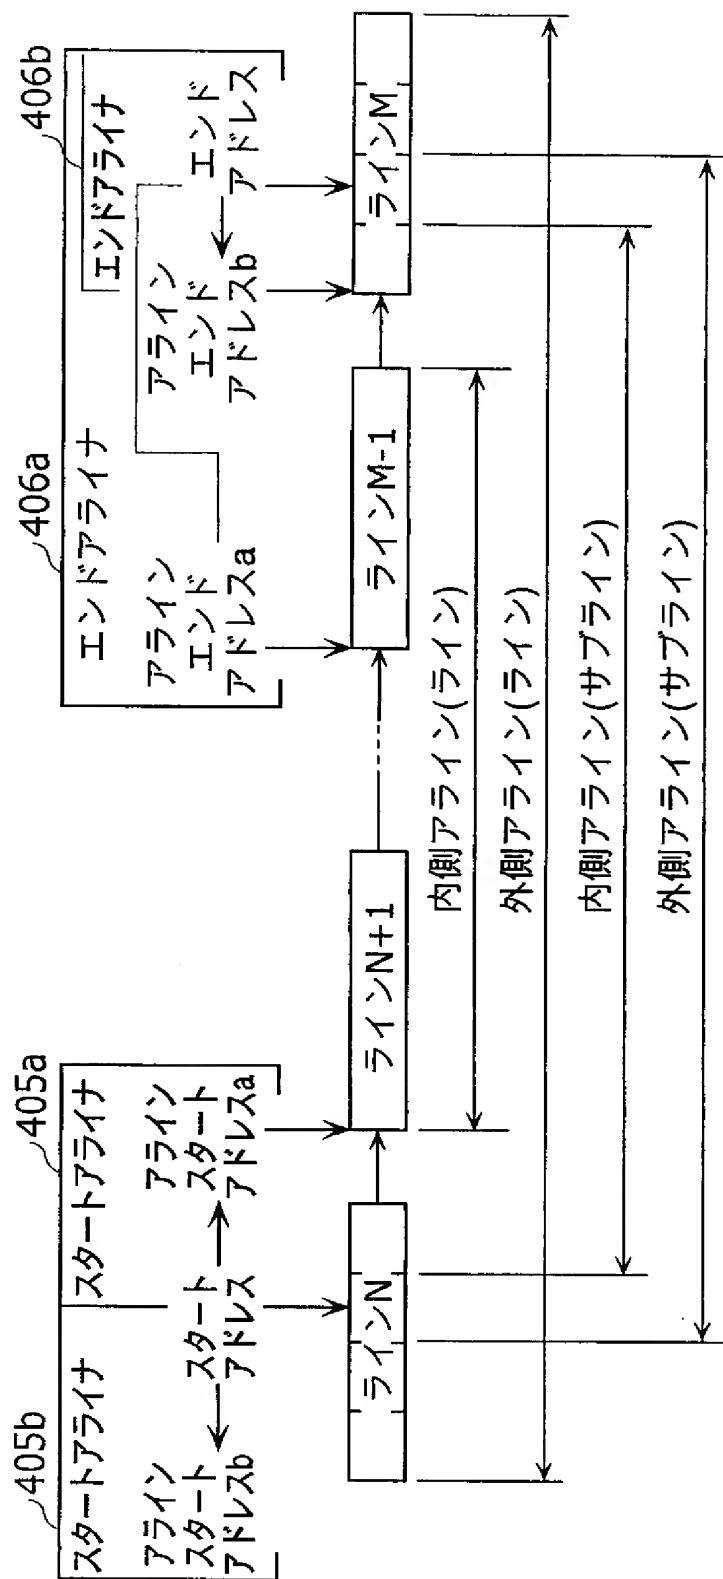 405b
405a
406a
406b
スタートアライナ
スタートアライナ
エンドアライナ
エンドアライナ
アライン
スタート
アドレスb
スタート
アドレス
アライン
スタート
アドレスa
アライン
エンド
アドレスa
アライン
エンド
アドレスb
エンド
アドレス
ラインN
ラインN+1
ラインM-1
ラインM
内側アライン(ライン)
外側アライン(ライン)
内側アライン(サブライン)
外側アライン(サブライン)